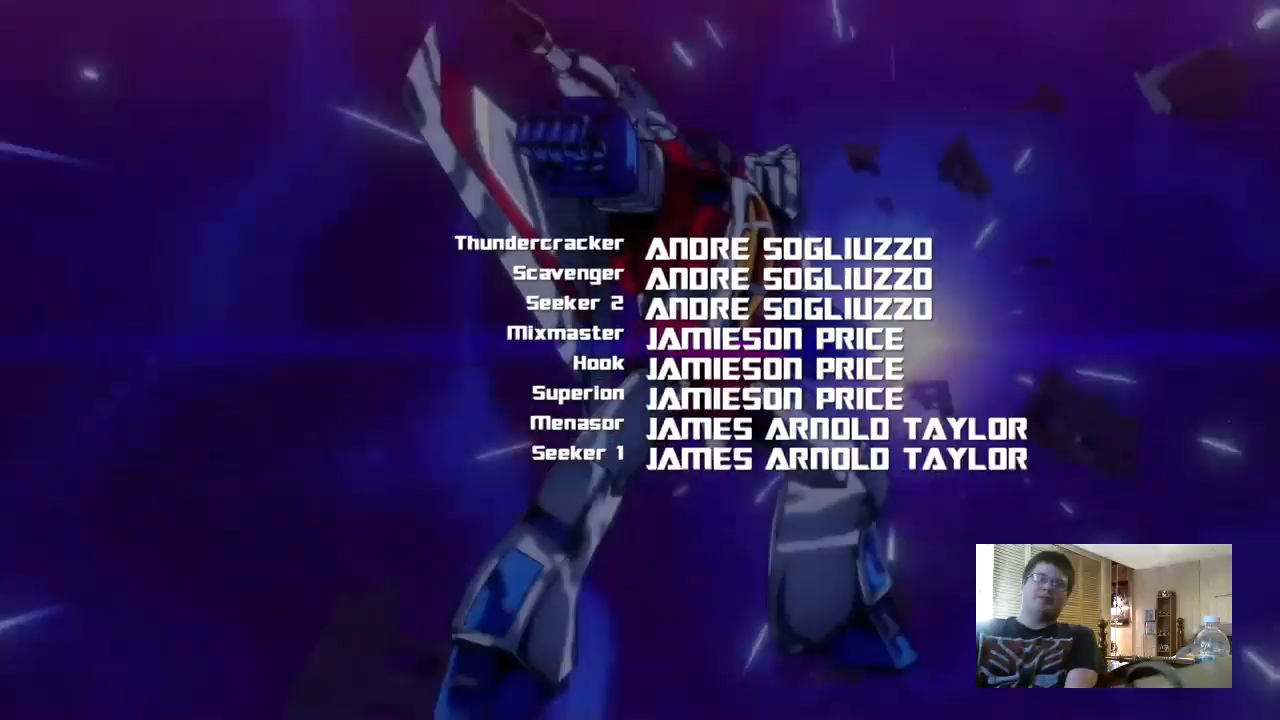 Thundercracker ANDRE SOGLIUZZO
Scavenger ANDRE SOGLIUZZO
Seeker 2 ANDRE SOGLIUZZO
Mixmaster JAMIESON PRICE
Hook JAMIESON PRICE
Superion JAMIESON PRICE
Menasor JAMES ARNOLD TAYLOR
Seeker 1 JAMES ARNOLD TAYLOR